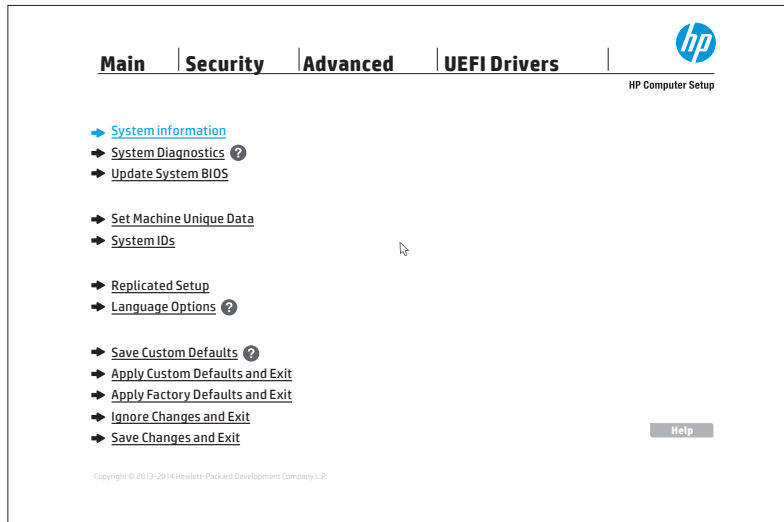 hp
Main Security Advanced UEFI Drivers
HP Computer Setup
System information
System Diagnostics ?
Update System BIOS
Set Machine Unique Data
System IDs
Replicated Setup
Language Options ?
Save Custom Defaults ?
Apply Custom Defaults and Exit
Apply Factory Defaults and Exit
Ignore Changes and Exit
Save Changes and Exit
Help
Copyright © 2013-2014 Hewlett-Packard Development Company L.P.